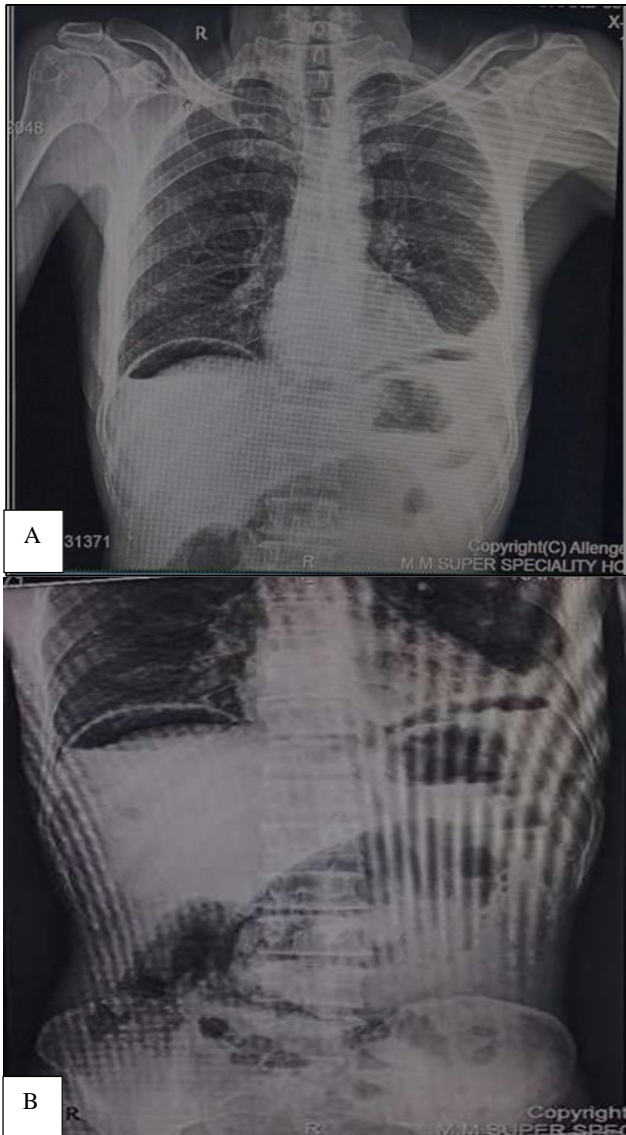 R
X-
2048
A
31371
R
Copyright(C) Allenge
M.M SUPER SPECIALITY HO
B
R
R
Copyright
M.M SUPER SPEC